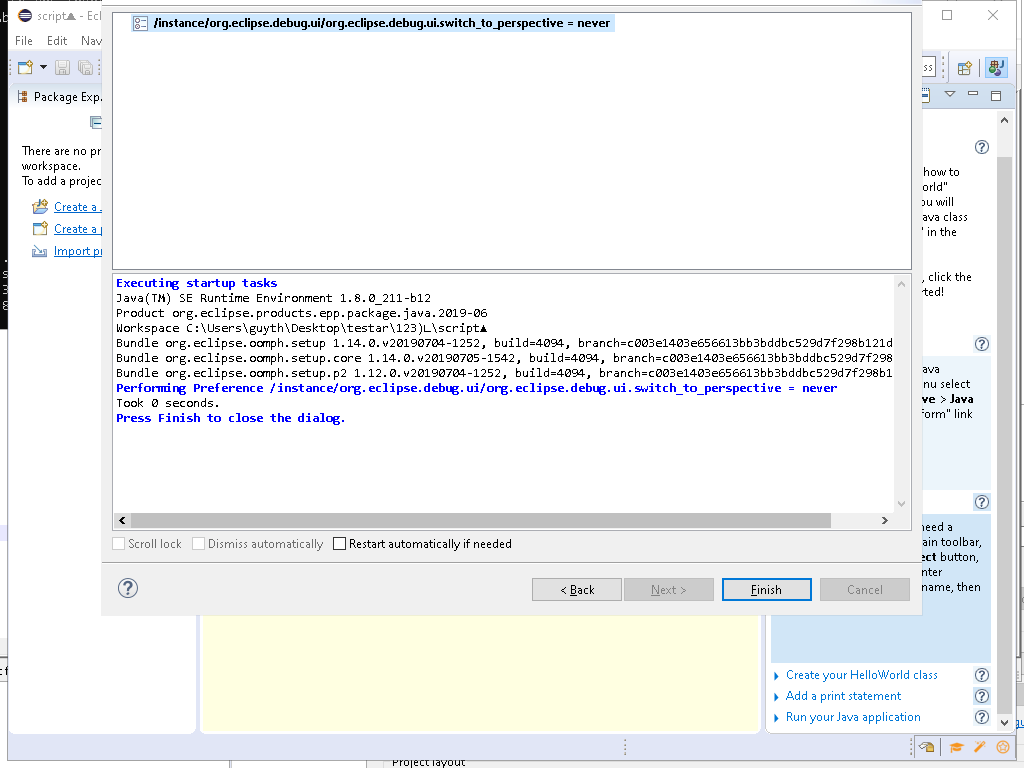 script▲ - Ecl
File Edit Nav
/instance/org.eclipse.debug.ui/org.eclipse.debug.ui.switch_to_perspective = never
ss
Package Exp
There are no pr
workspace.
To add a projec
Create a
Create a p
Import pr
how to
orld"
ou will
ava class
" in the
, click the
rted!
ava
nu select
ve > Java
form" link
need a
ain toolbar,
ect button,
nter
name, then
Executing startup tasks
Java(TM) SE Runtime Environment 1.8.0_211-b12
Product org.eclipse.products.epp.package.java.2019-06
Workspace C:\Users\guyth\Desktop\testar\123)∟\script▲
Bundle org.eclipse.oomph.setup 1.14.0.v20190704-1252, build=4094, branch=c003e1403e656613bb3bddbc529d7f298b121d
Bundle org.eclipse.oomph.setup.core 1.14.0.v20190705-1542, build=4094, branch=c003e1403e656613bb3bddbc529d7f298
Bundle org.eclipse.oomph.setup.p2 1.12.0.v20190704-1252, build=4094, branch=c003e1403e656613bb3bddbc529d7f298b1
Performing Preference /instance/org.eclipse.debug.ui/org.eclipse.debug.ui.switch_to_perspective = never
Took 0 seconds.
Press Finish to close the dialog.
Scroll lock Dismiss automatically Restart automatically if needed
< Back Next > Finish Cancel
Create your HelloWorld class
Add a print statement
Run your Java application
Project layout